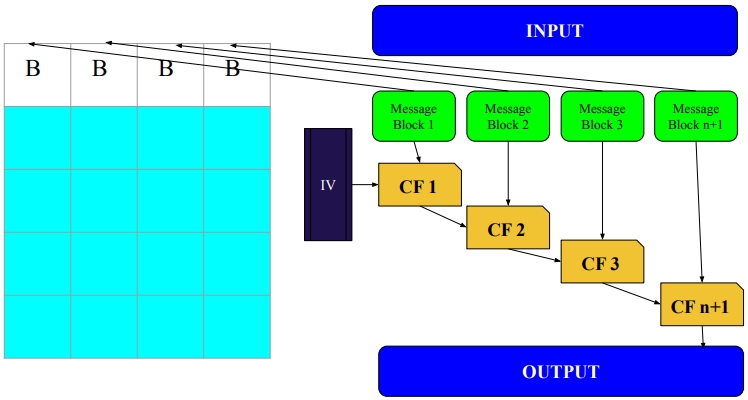 INPUT
B B B B
Message Message Message Message
Block 1 Block 2 Block 3 Block n+1
IV
CF 1
CF 2
CF 3
CF n+1
OUTPUT